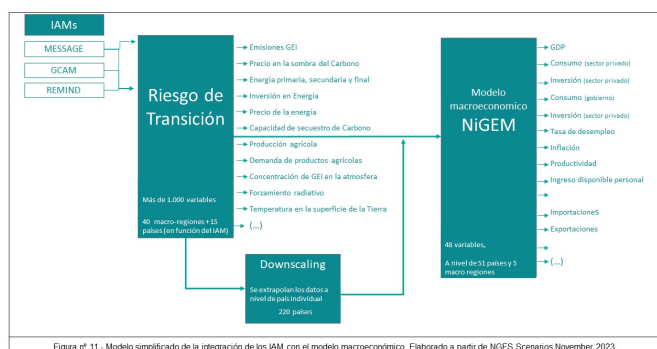 IAMs
MESSAGE
GCAM
REMIND
Riesgo de
Transición
Más de 1.000 variables
40 macro-regiones +15
países (en función del IAM)
Emisiones GEI
Precio en la sombra del Carbono
Energía primaria, secundaria y final
Inversión en Energía
Precio de la energía
Capacidad de secuestro de Carbono
Producción agrícola
Demanda de productos agrícolas
Concentración de GEI en la atmosfera
Forzamiento radiativo
Temperatura en la superficie de la Tierra
(...)
Downscaling
Se extrapolan los datos a
nivel de país individual
220 países
Modelo
macroeconomico
NiGEM
48 variables,
A nivel de 51 países y 5
macro regiones
GDP
Consumo (sector privado)
Inversión (sector privado)
Consumo (gobierno)
Inversión (sector privado)
Tasa de desempleo
Inflación
Productividad
Ingreso disponible personal
ImportacioneS
Exportaciones
(...)
Figura nº 11.- Modelo simplificado de la integración de los IAM con el modelo macroeconómico. Elaborado a partir de NGFS Scenarios November 2023